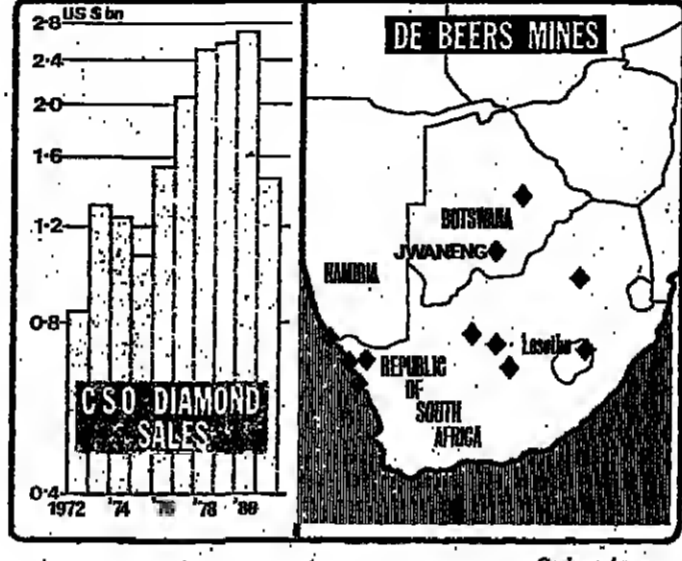 US $ bn
2·8
2·4
2·0
1·6
1·2
0·8
0·4
1972 '74 '76 '78 '80
C S O DIAMOND
SALES
DE BEERS MINES
BOTSWANA
JWANENG
NAMIBIA
Lesotho
REPUBLIC
OF
SOUTH
AFRICA